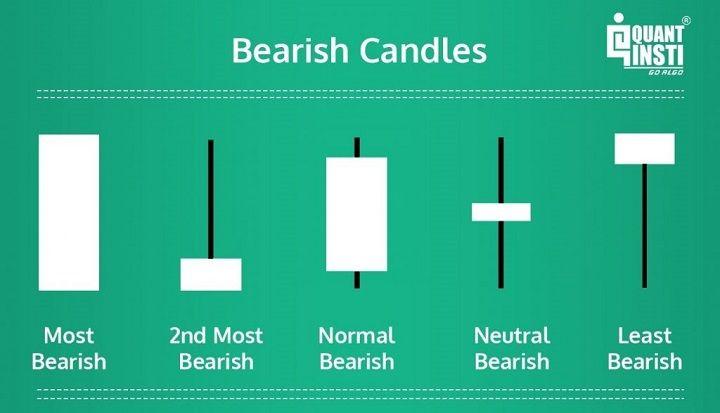 Bearish Candles
QUANT®
INSTI
GO ALGO
Most
Bearish
2nd Most
Bearish
Normal
Bearish
Neutral
Bearish
Least
Bearish